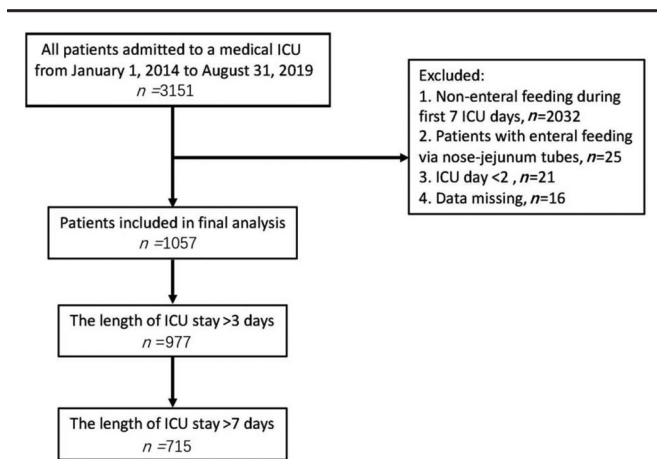 All patients admitted to a medical ICU
from January 1, 2014 to August 31, 2019
n =3151
Excluded:
1. Non-enteral feeding during
first 7 ICU days, n=2032
2. Patients with enteral feeding
via nose-jejunum tubes, n=25
3. ICU day <2 , n=21
4. Data missing, n=16
Patients included in final analysis
n =1057
The length of ICU stay >3 days
n =977
The length of ICU stay >7 days
n =715